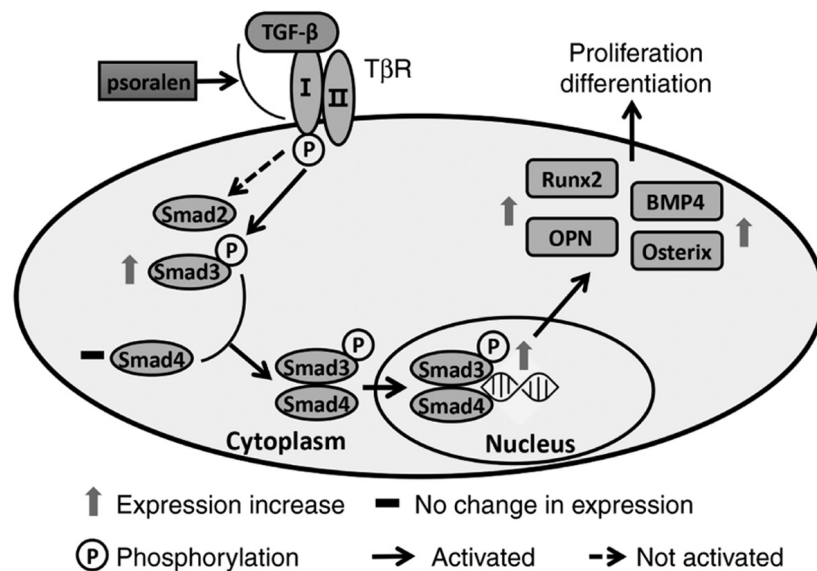 TGF-β
psoralen
TβR
I
II
P
Proliferation
differentiation
Smad2
P
Smad3
Smad4
P
Smad3
Smad4
Cytoplasm
P
Smad3
Smad4
Nucleus
Runx2
BMP4
OPN
Osterix
Expression increase
No change in expression
P Phosphorylation
Activated
Not activated